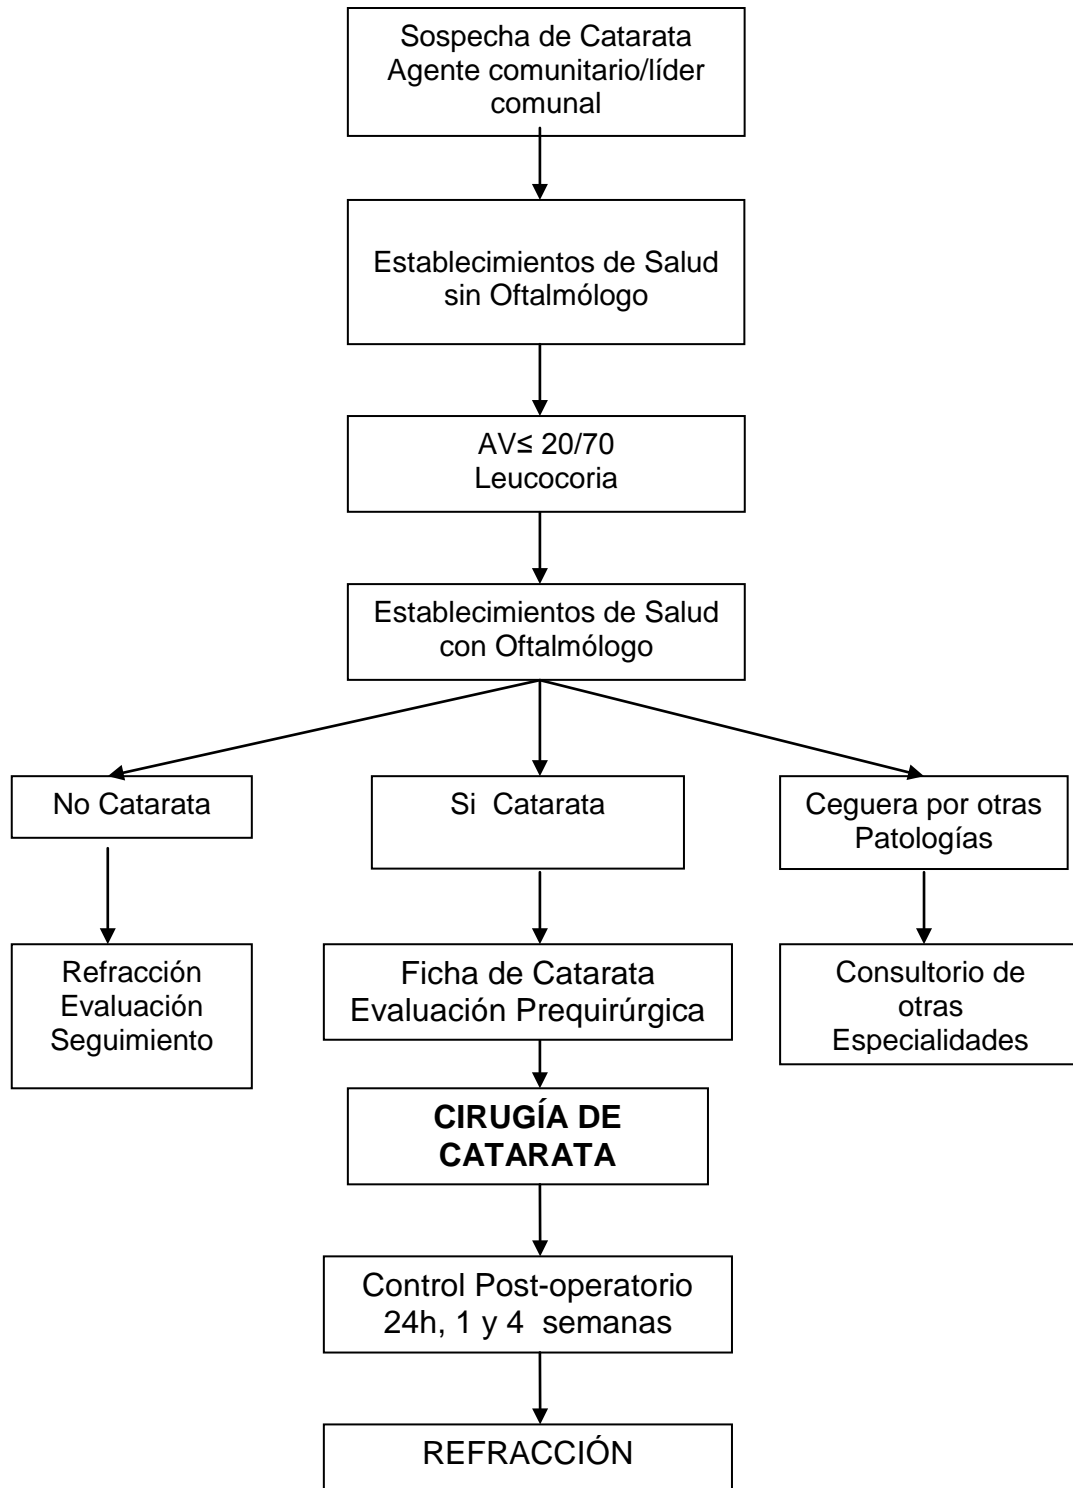 Sospecha de Catarata
Agente comunitario/líder
comunal
Establecimientos de Salud
sin Oftalmólogo
AV≤ 20/70
Leucocoria
Establecimientos de Salud
con Oftalmólogo
No Catarata
Si Catarata
Ceguera por otras
Patologías
Refracción
Evaluación
Seguimiento
Ficha de Catarata
Evaluación Prequirúrgica
Consultorio de
otras
Especialidades
CIRUGÍA DE
CATARATA
Control Post-operatorio
24h, 1 y 4 semanas
REFRACCIÓN